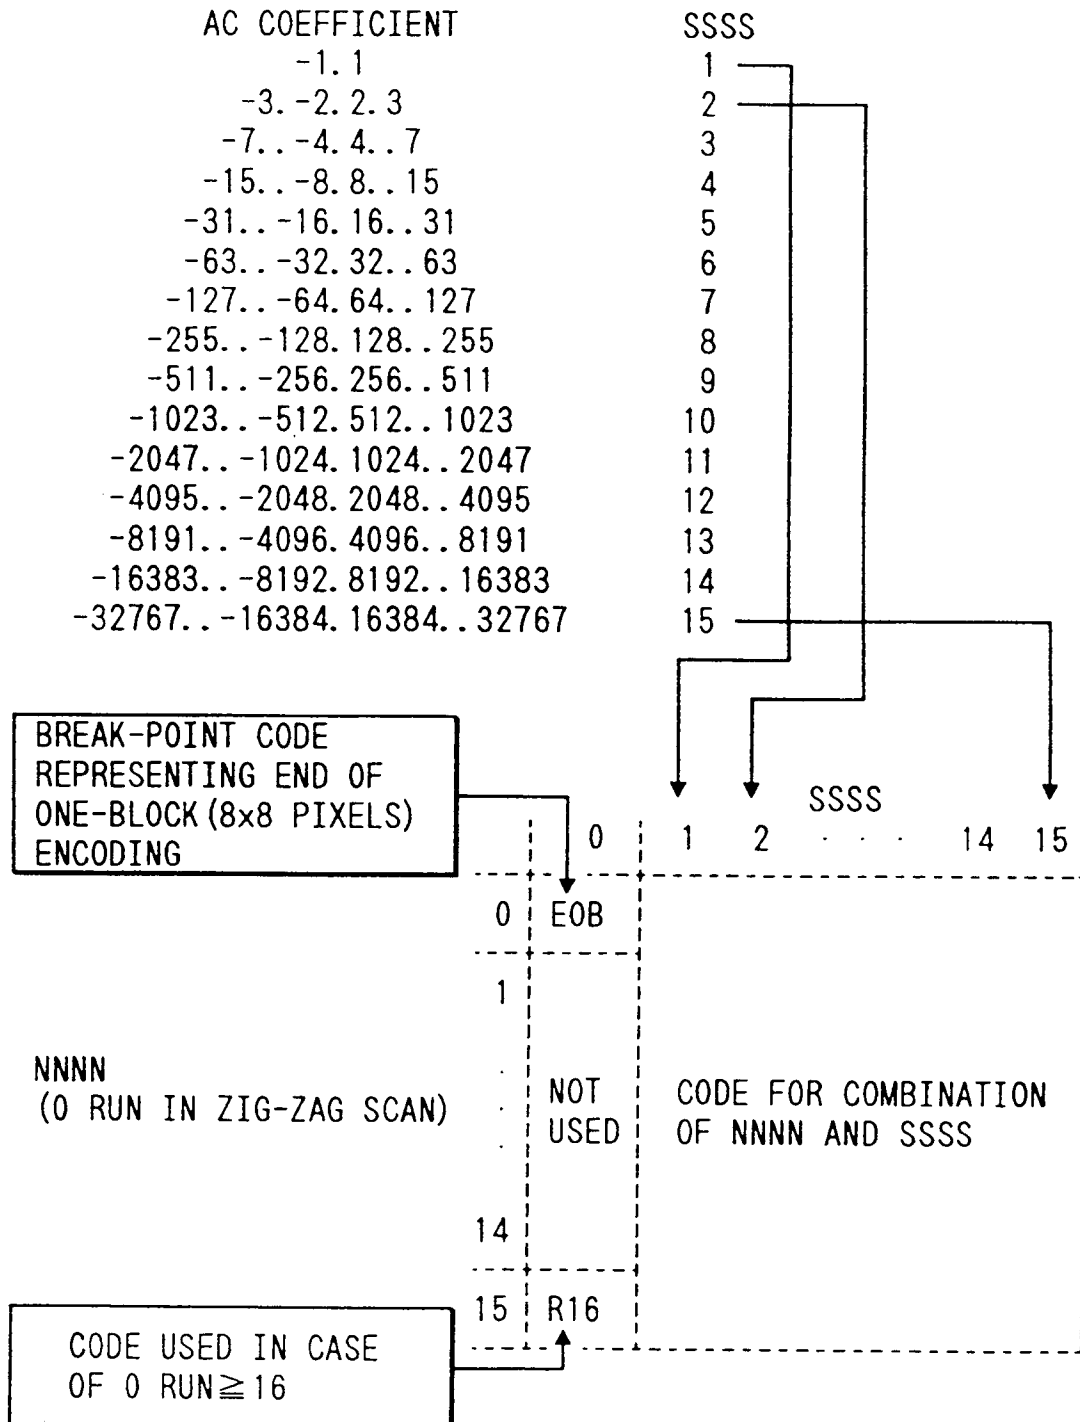 AC COEFFICIENT SSSS
-1. 1 1
-3. -2. 2. 3 2
-7.. -4. 4.. 7 3
-15.. -8. 8.. 15 4
-31.. -16. 16.. 31 5
-63.. -32. 32.. 63 6
-127.. -64. 64.. 127 7
-255.. -128. 128.. 255 8
-511.. -256. 256.. 511 9
-1023.. -512. 512.. 1023 10
-2047.. -1024. 1024.. 2047 11
-4095.. -2048. 2048.. 4095 12
-8191.. -4096. 4096.. 8191 13
-16383.. -8192. 8192.. 16383 14
-32767.. -16384. 16384.. 32767 15
BREAK-POINT CODE
REPRESENTING END OF
ONE-BLOCK (8x8 PIXELS)
ENCODING
SSSS
0 1 2 · · · 14 15
0 EOB
1
NNNN
(0 RUN IN ZIG-ZAG SCAN)
·
·
·
NOT
USED
CODE FOR COMBINATION
OF NNNN AND SSSS
14
15 R16
CODE USED IN CASE
OF 0 RUN≧16